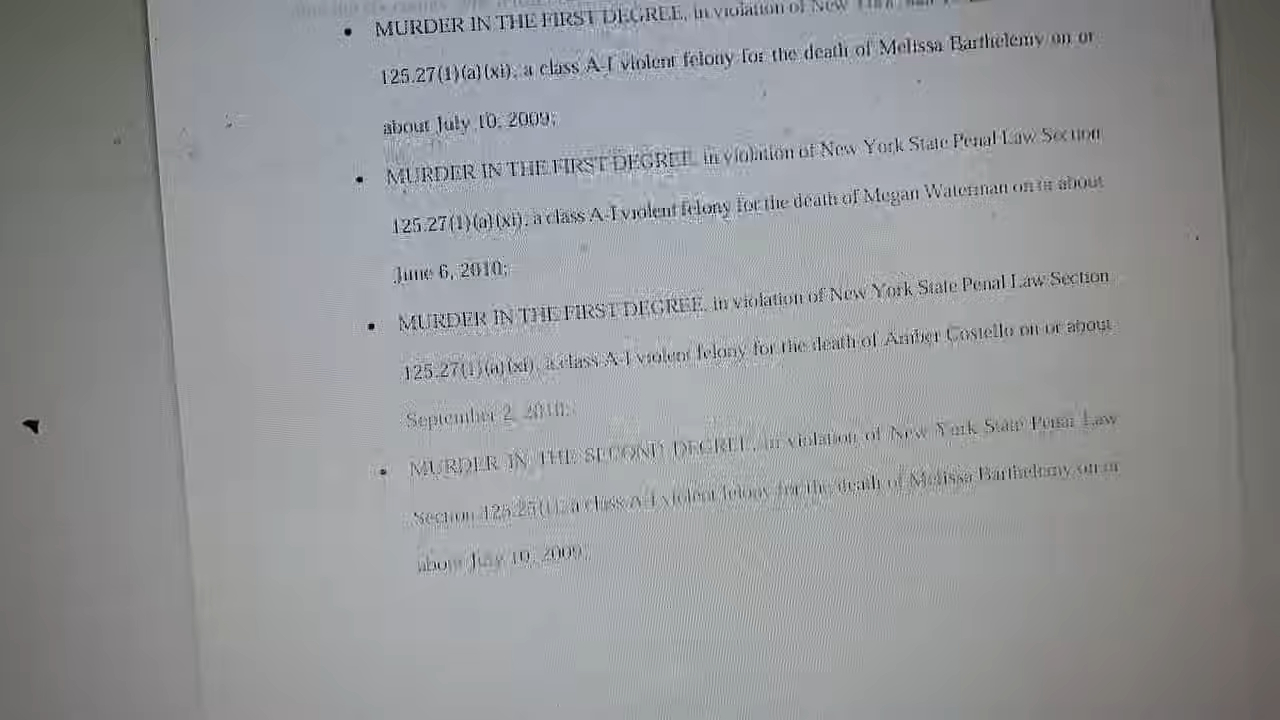 • MURDER IN THE FIRST DEGREE, in violation of New
125.27(1)(a)(xi), a class A-I violent felony for the death of Melissa Barthelemy on or
about July 10, 2009;
• MURDER IN THE FIRST DEGREE, in violation of New York State Penal Law Section
125.27(1)(a)(xi), a class A-I violent felony for the death of Megan Waterman on or about
June 6, 2010;
• MURDER IN THE FIRST DEGREE, in violation of New York State Penal Law Section
125.27(1)(a)(xi), a class A-I violent felony for the death of Amber Costello on or about
September 2, 2010;
• MURDER IN THE SECOND DEGREE, in violation of New York State Penal Law
Section 125.25(1), a class A-I violent felony for the death of Melissa Barthelemy on or
about July 10, 2009;